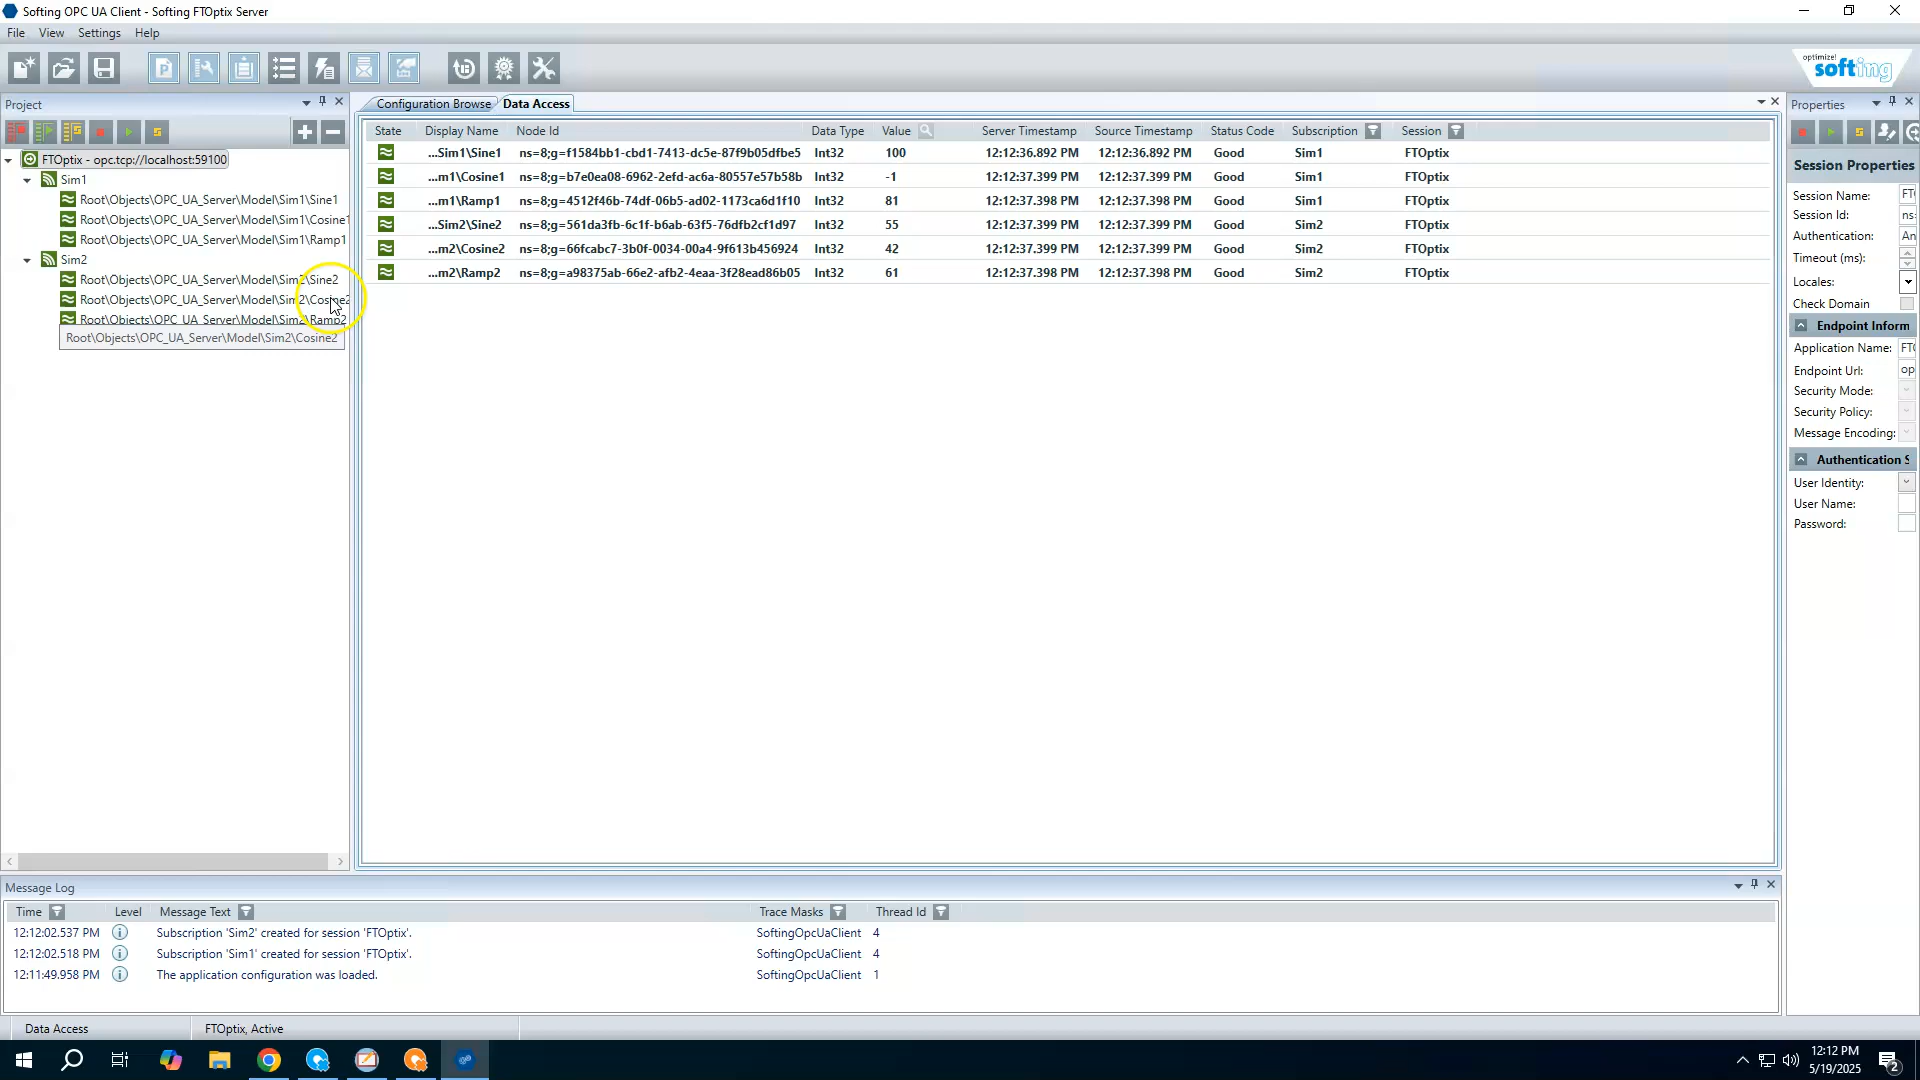 Softing OPC UA Client - Softing FTOptix Server
File View Settings Help
optimize!
softing
Project
FTOptix - opc.tcp://localhost:59100
Sim1
Root\Objects\OPC_UA_Server\Model\Sim1\Sine1
Root\Objects\OPC_UA_Server\Model\Sim1\Cosine1
Root\Objects\OPC_UA_Server\Model\Sim1\Ramp1
Sim2
Root\Objects\OPC_UA_Server\Model\Sim2\Sine2
Root\Objects\OPC_UA_Server\Model\Sim2\Cosine2
Root\Objects\OPC_UA_Server\Model\Sim2\Ramp2
Root\Objects\OPC_UA_Server\Model\Sim2\Cosine2
Configuration Browse Data Access
State Display Name Node Id Data Type Value Server Timestamp Source Timestamp Status Code Subscription Session
...Sim1\Sine1 ns=8;g=f1584bb1-cbd1-7413-dc5e-87f9b05dfbe5 Int32 100 12:12:36.892 PM 12:12:36.892 PM Good Sim1 FTOptix
...m1\Cosine1 ns=8;g=b7e0ea08-6962-2efd-ac6a-80557e57b58b Int32 -1 12:12:37.399 PM 12:12:37.399 PM Good Sim1 FTOptix
...m1\Ramp1 ns=8;g=4512f46b-74df-06b5-ad02-1173ca6d1f10 Int32 81 12:12:37.398 PM 12:12:37.398 PM Good Sim1 FTOptix
...Sim2\Sine2 ns=8;g=561da3fb-6c1f-b6ab-63f5-76dfb2cf1d97 Int32 55 12:12:37.399 PM 12:12:37.399 PM Good Sim2 FTOptix
...m2\Cosine2 ns=8;g=66fcabc7-3b0f-0034-00a4-9f613b456924 Int32 42 12:12:37.399 PM 12:12:37.399 PM Good Sim2 FTOptix
...m2\Ramp2 ns=8;g=a98375ab-66e2-afb2-4eaa-3f28ead86b05 Int32 61 12:12:37.398 PM 12:12:37.398 PM Good Sim2 FTOptix
Properties
Session Properties
Session Name: FT
Session Id: ns:
Authentication: An
Timeout (ms):
Locales:
Check Domain
Endpoint Inform
Application Name: FT
Endpoint Url: op
Security Mode:
Security Policy:
Message Encoding:
Authentication S
User Identity:
User Name:
Password:
Message Log
Time Level Message Text Trace Masks Thread Id
12:12:02.537 PM Subscription 'Sim2' created for session 'FTOptix'. SoftingOpcUaClient 4
12:12:02.518 PM Subscription 'Sim1' created for session 'FTOptix'. SoftingOpcUaClient 4
12:11:49.958 PM The application configuration was loaded. SoftingOpcUaClient 1
Data Access FTOptix, Active
12:12 PM
5/19/2025
2